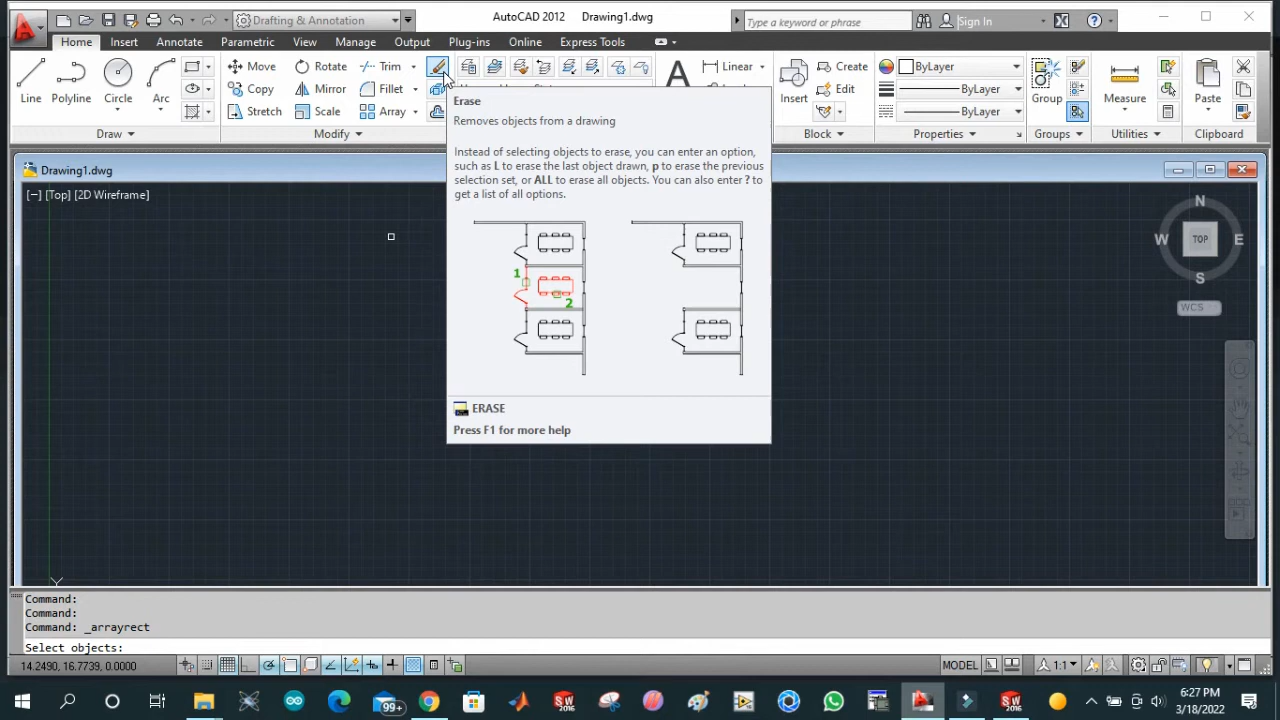 Drafting & Annotation
AutoCAD 2012 Drawing1.dwg
Type a keyword or phrase
Sign In
Home Insert Annotate Parametric View Manage Output Plug-ins Online Express Tools
Line Polyline Circle Arc
Move Rotate Trim
Copy Mirror Fillet
Stretch Scale Array
A Linear
Insert
Create
Edit
ByLayer
ByLayer
ByLayer
Group
Measure
Paste
Draw Modify Block Properties Groups Utilities Clipboard
Erase
Removes objects from a drawing
Instead of selecting objects to erase, you can enter an option,
such as L to erase the last object drawn, p to erase the previous
selection set, or ALL to erase all objects. You can also enter ? to
get a list of all options.
1
2
ERASE
Press F1 for more help
Drawing1.dwg
[−] [Top] [2D Wireframe]
N
W TOP E
S
WCS
Y
Command:
Command:
Command: _arrayrect
Select objects:
14.2490, 16.7739, 0.0000
MODEL
1:1
99+
SW
2016
SW
2016
6:27 PM
3/18/2022